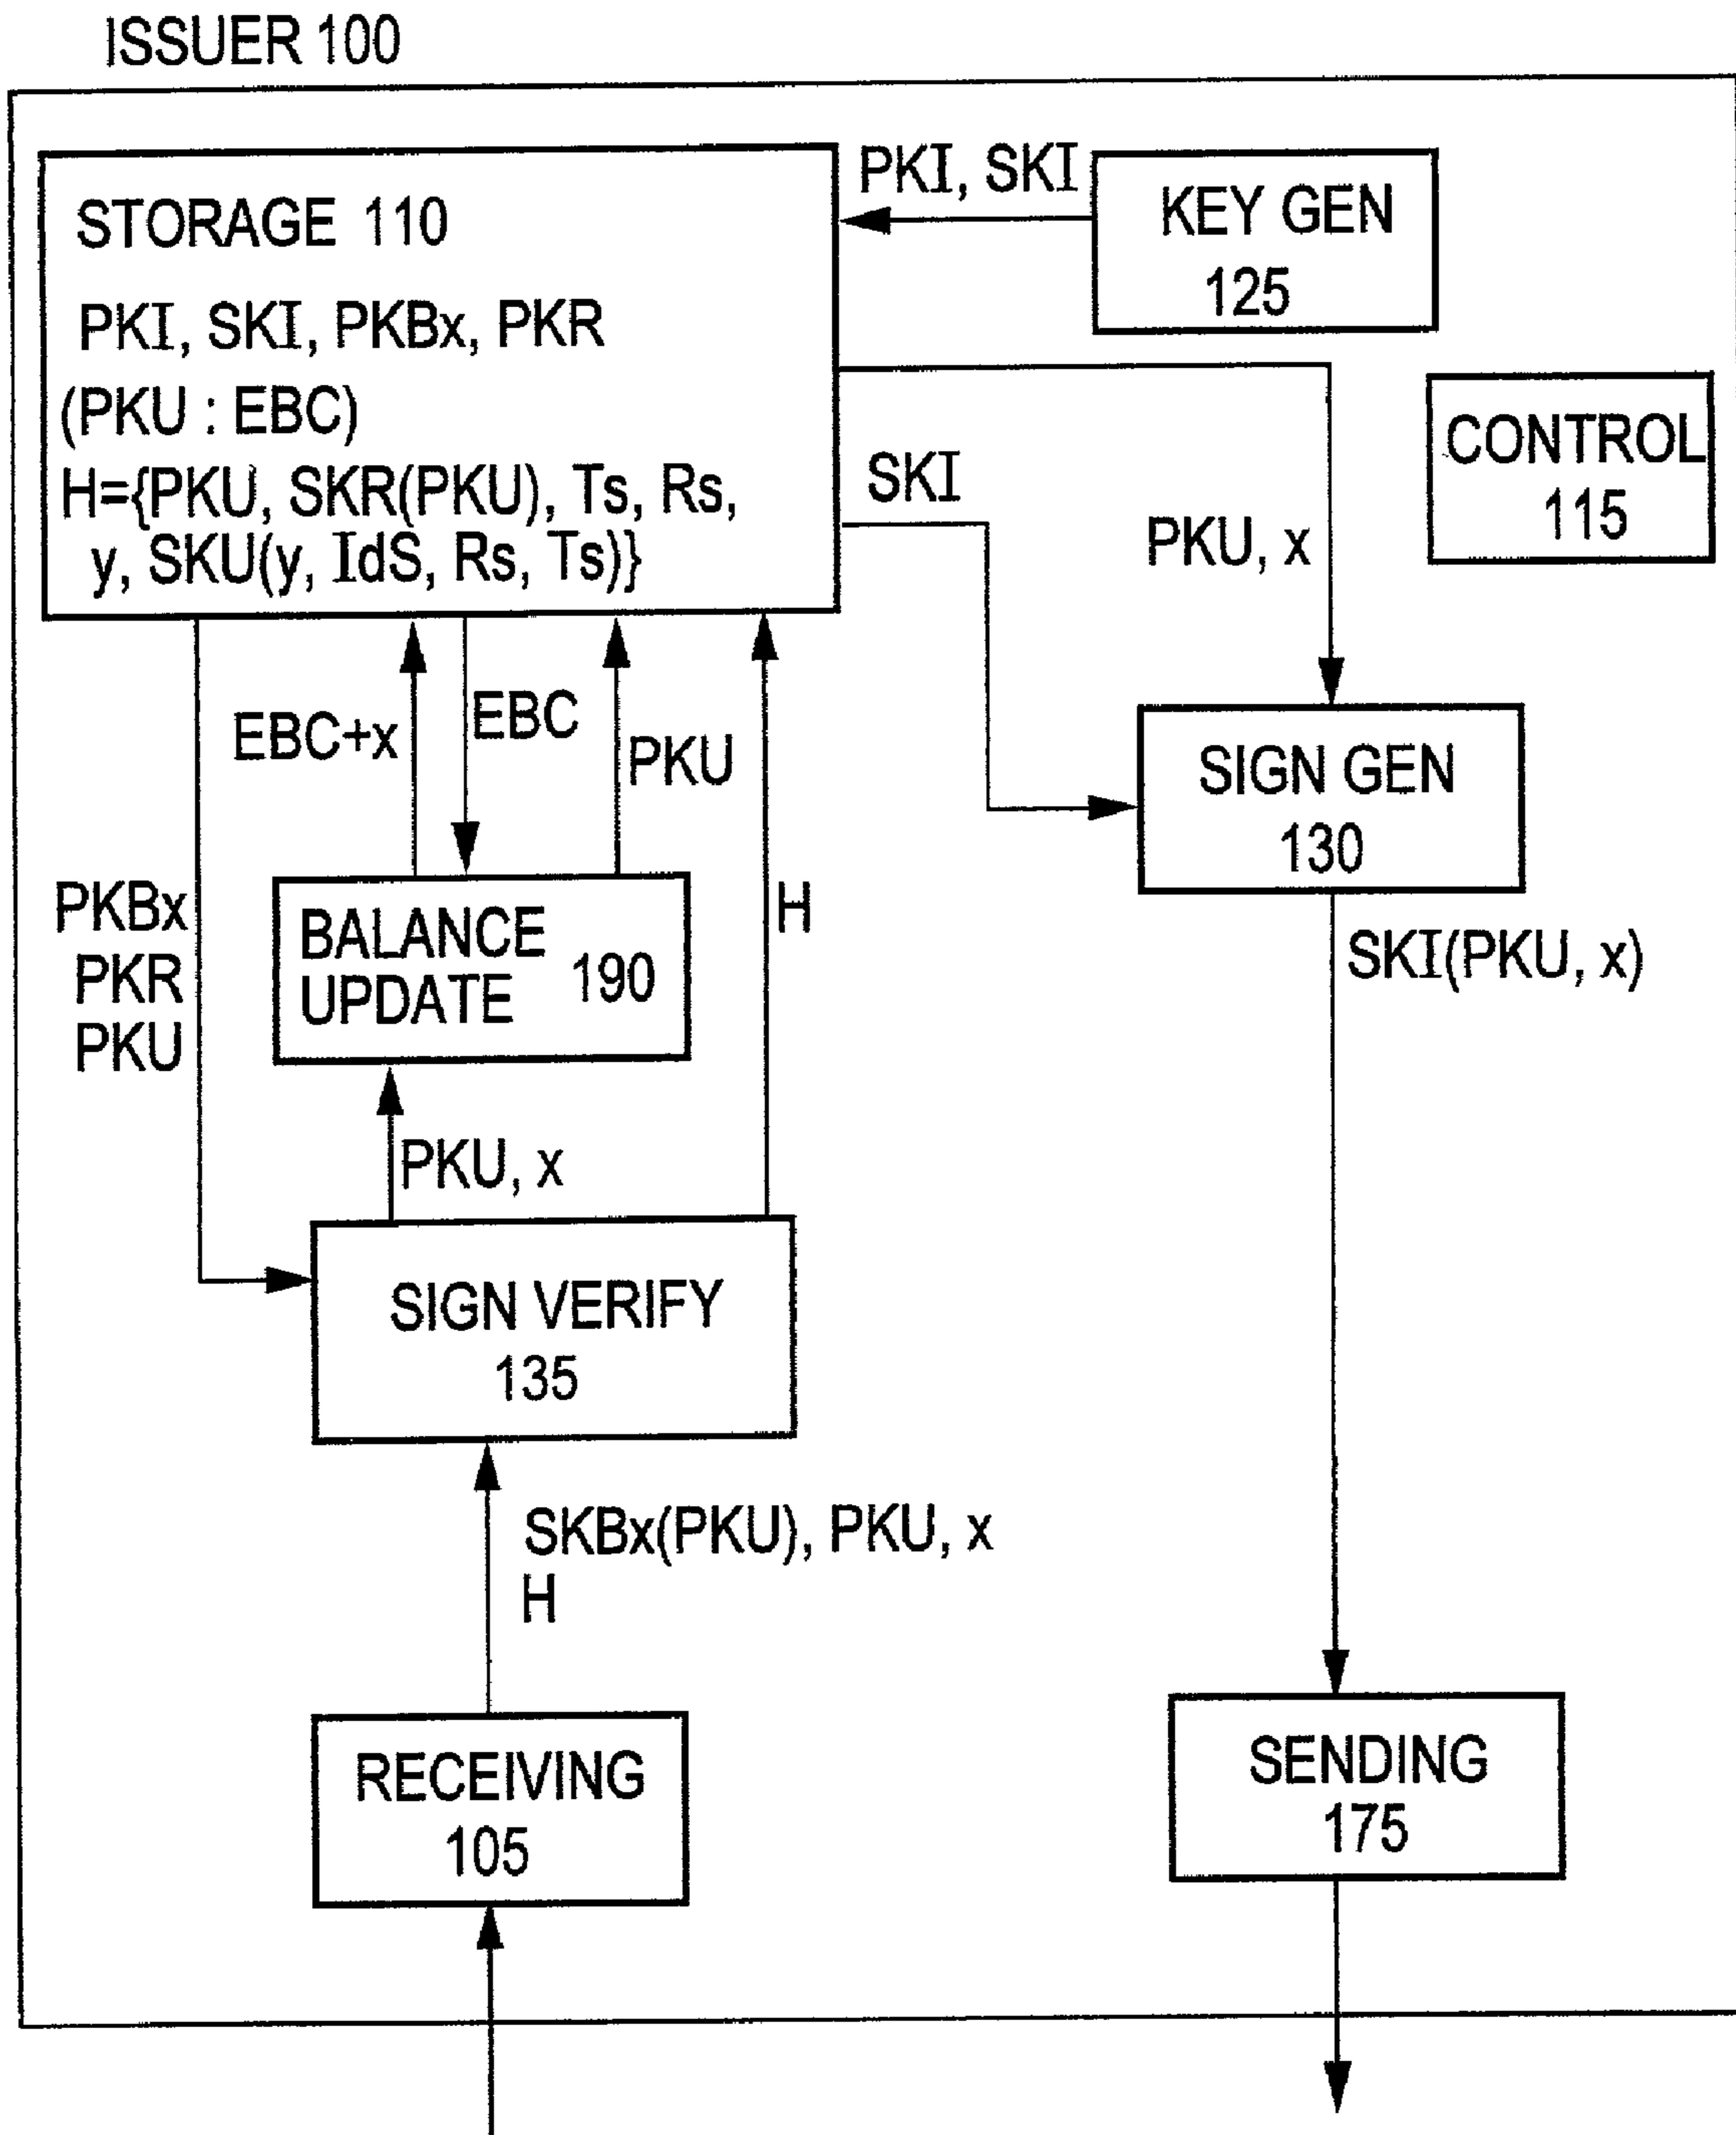 ISSUER 100
STORAGE 110
PKI, SKI, PKBx, PKR
(PKU : EBC)
H={PKU, SKR(PKU), Ts, Rs,
y, SKU(y, IdS, Rs, Ts)}
PKI, SKI
KEY GEN
125
CONTROL
115
SKI
PKU, x
EBC+x
EBC
PKU
H
SIGN GEN
130
PKBx
PKR
PKU
BALANCE
UPDATE
190
SKI(PKU, x)
PKU, x
SIGN VERIFY
135
SKBx(PKU), PKU, x
H
RECEIVING
105
SENDING
175